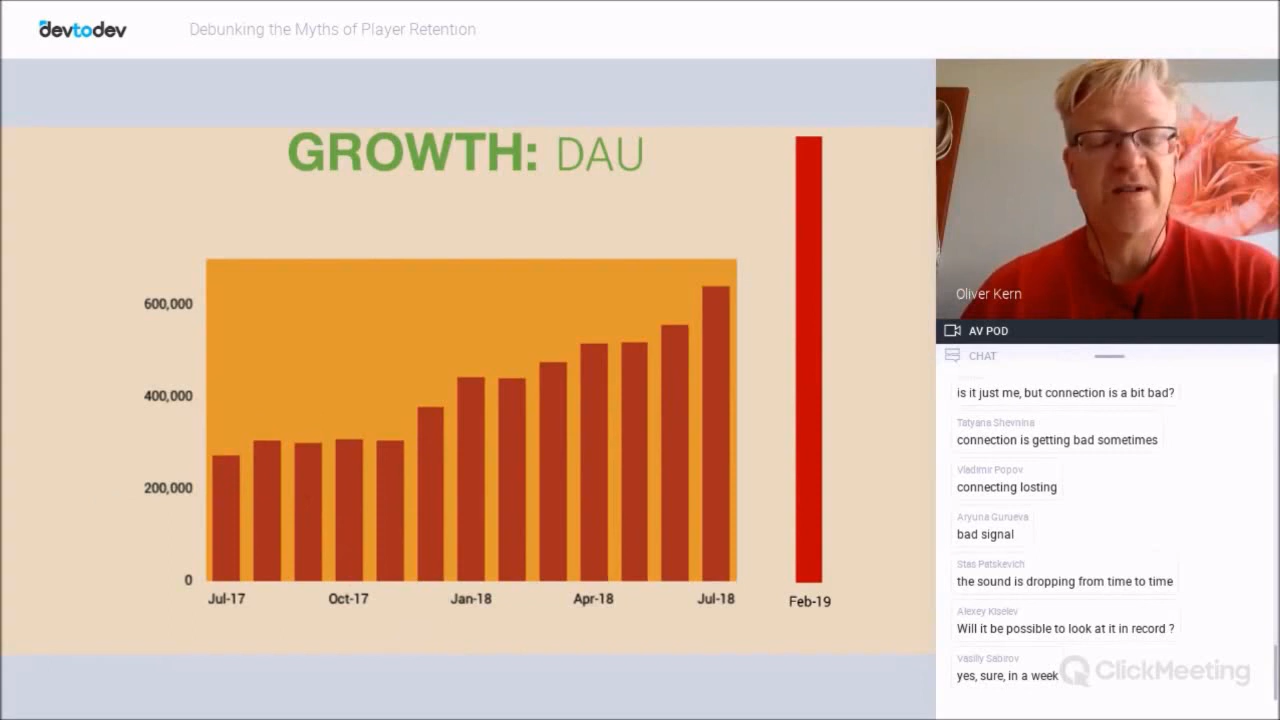 devtodev
Debunking the Myths of Player Retention
GROWTH: DAU
600,000
400,000
200,000
0
Jul-17
Oct-17
Jan-18
Apr-18
Jul-18
Feb-19
Oliver Kern
AV POD
CHAT
is it just me, but connection is a bit bad?
Tatyana Shevnina
connection is getting bad sometimes
Vladimir Popov
connecting losting
Aryuna Gurueva
bad signal
Stas Patskevich
the sound is dropping from time to time
Alexey Kiselev
Will it be possible to look at it in record ?
Vasiliy Sabirov
yes, sure, in a week
ClickMeeting